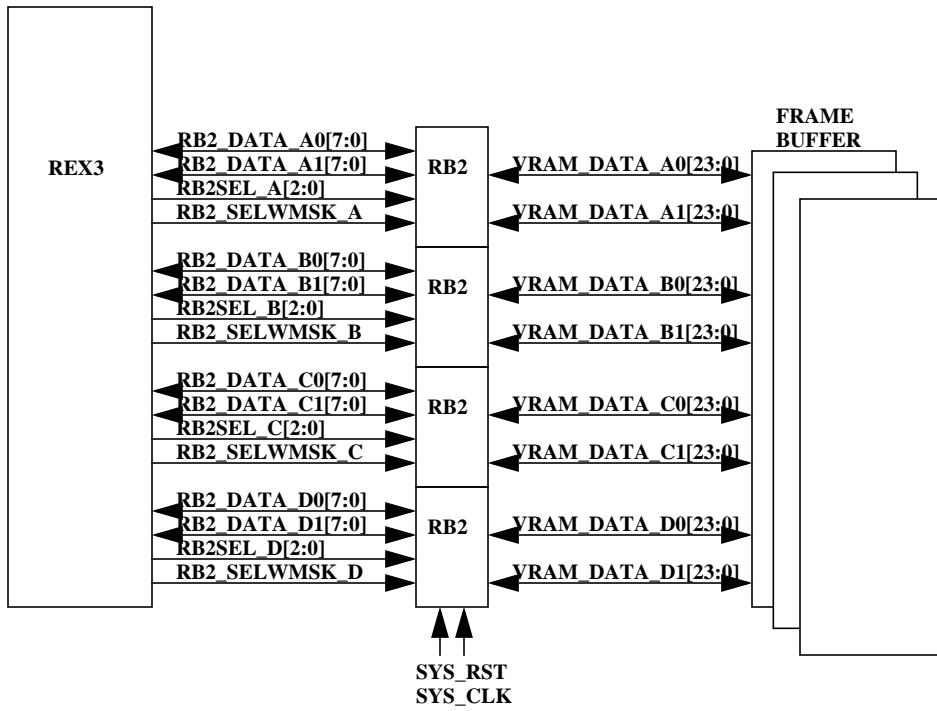 FRAME
BUFFER
REX3
RB2_DATA_A0[7:0]
RB2_DATA_A1[7:0]
RB2SEL_A[2:0]
RB2_SELWMSK_A
RB2
VRAM_DATA_A0[23:0]
VRAM_DATA_A1[23:0]
RB2_DATA_B0[7:0]
RB2_DATA_B1[7:0]
RB2SEL_B[2:0]
RB2_SELWMSK_B
RB2
VRAM_DATA_B0[23:0]
VRAM_DATA_B1[23:0]
RB2_DATA_C0[7:0]
RB2_DATA_C1[7:0]
RB2SEL_C[2:0]
RB2_SELWMSK_C
RB2
VRAM_DATA_C0[23:0]
VRAM_DATA_C1[23:0]
RB2_DATA_D0[7:0]
RB2_DATA_D1[7:0]
RB2SEL_D[2:0]
RB2_SELWMSK_D
RB2
VRAM_DATA_D0[23:0]
VRAM_DATA_D1[23:0]
SYS_RST
SYS_CLK